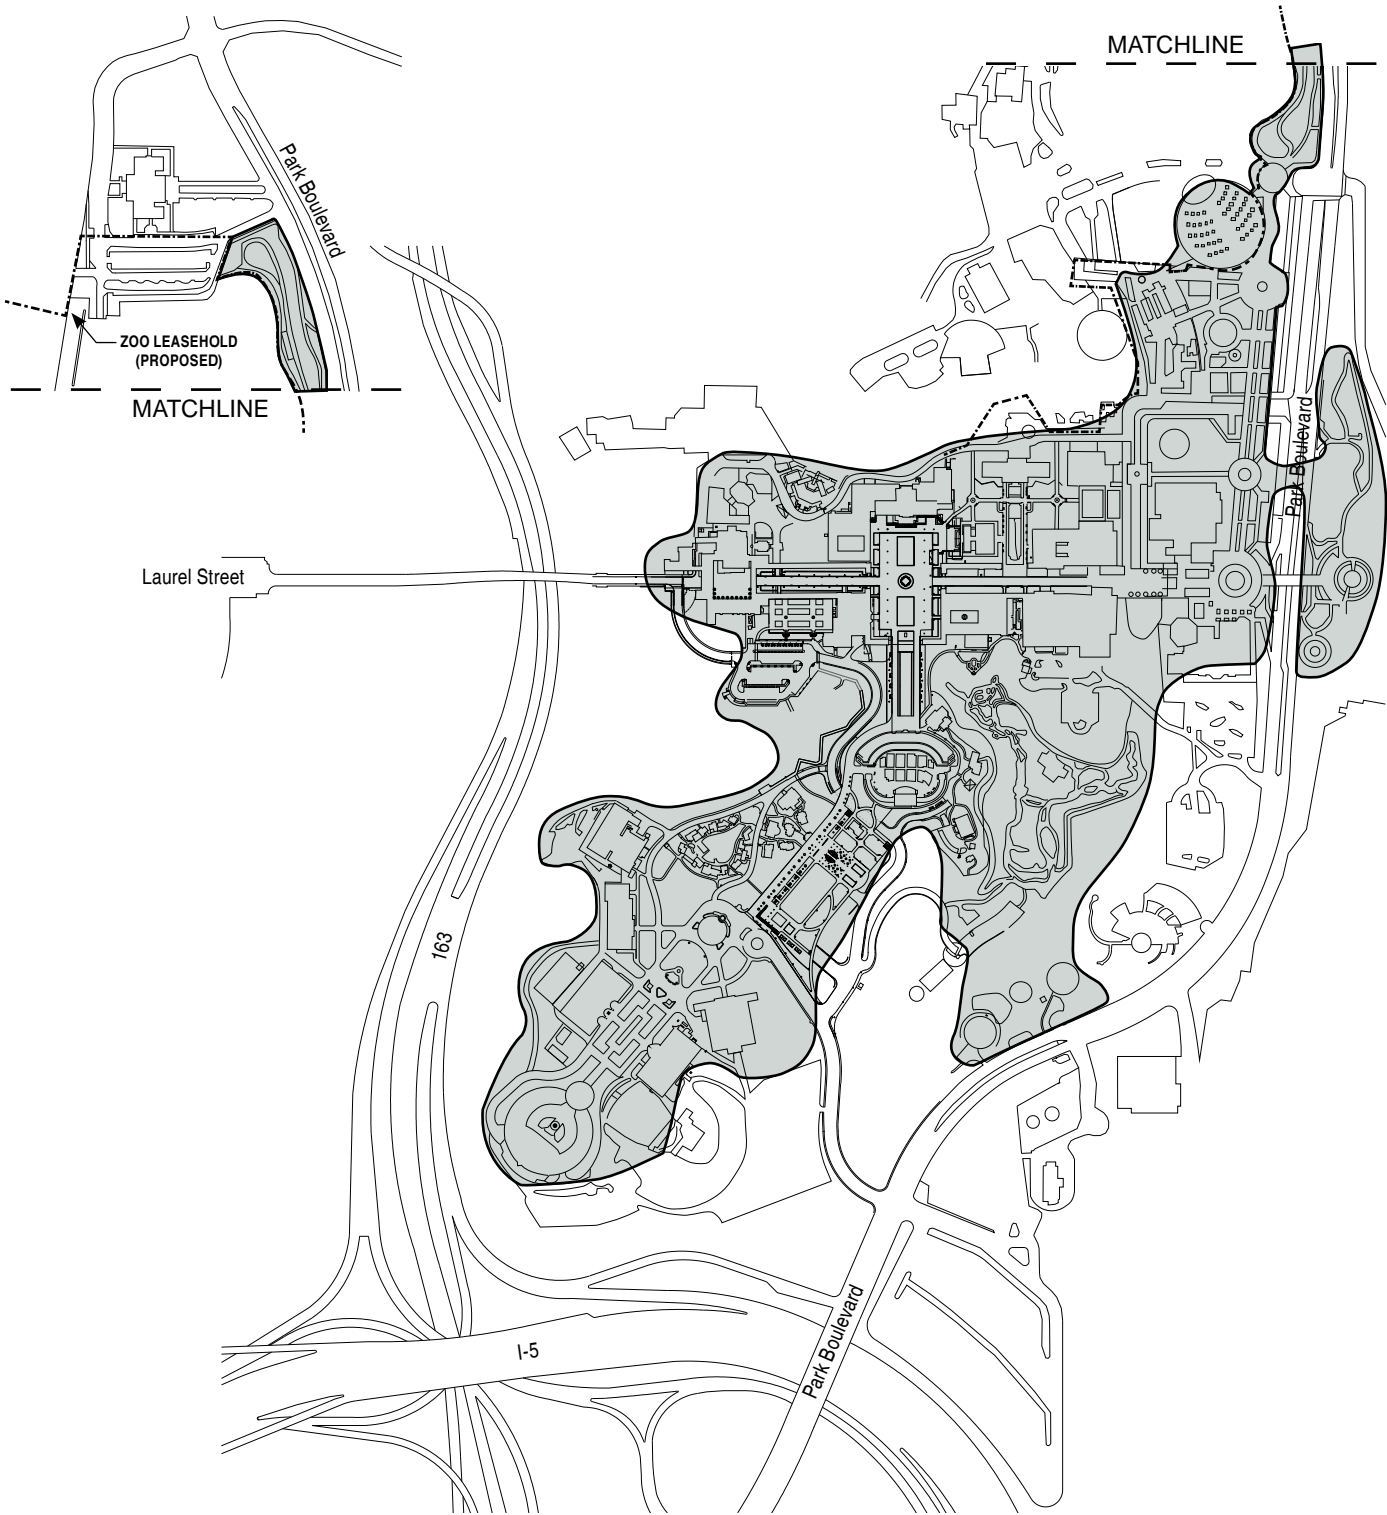 MATCHLINE
Park Boulevard
ZOO LEASEHOLD
(PROPOSED)
MATCHLINE
Park Boulevard
Laurel Street
163
I-5
Park Boulevard